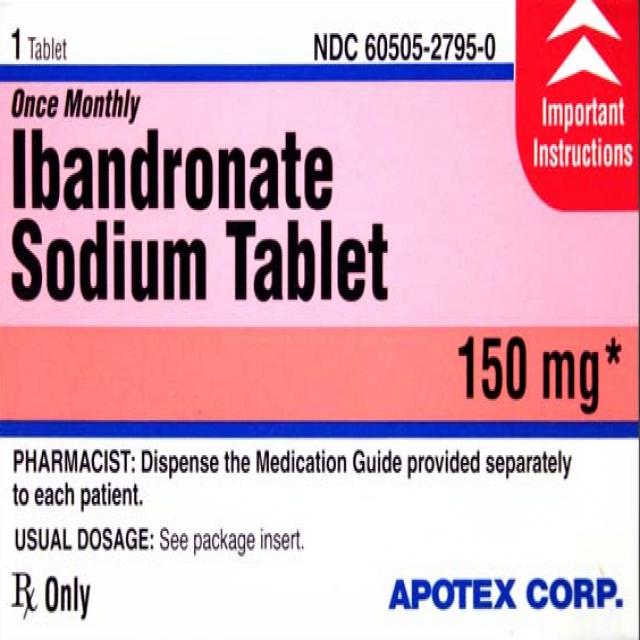 1 Tablet
NDC 60505-2795-0
Important
Instructions
Once Monthly
Ibandronate
Sodium Tablet
150 mg*
PHARMACIST: Dispense the Medication Guide provided separately
to each patient.
USUAL DOSAGE: See package insert.
Rx Only
APOTEX CORP.